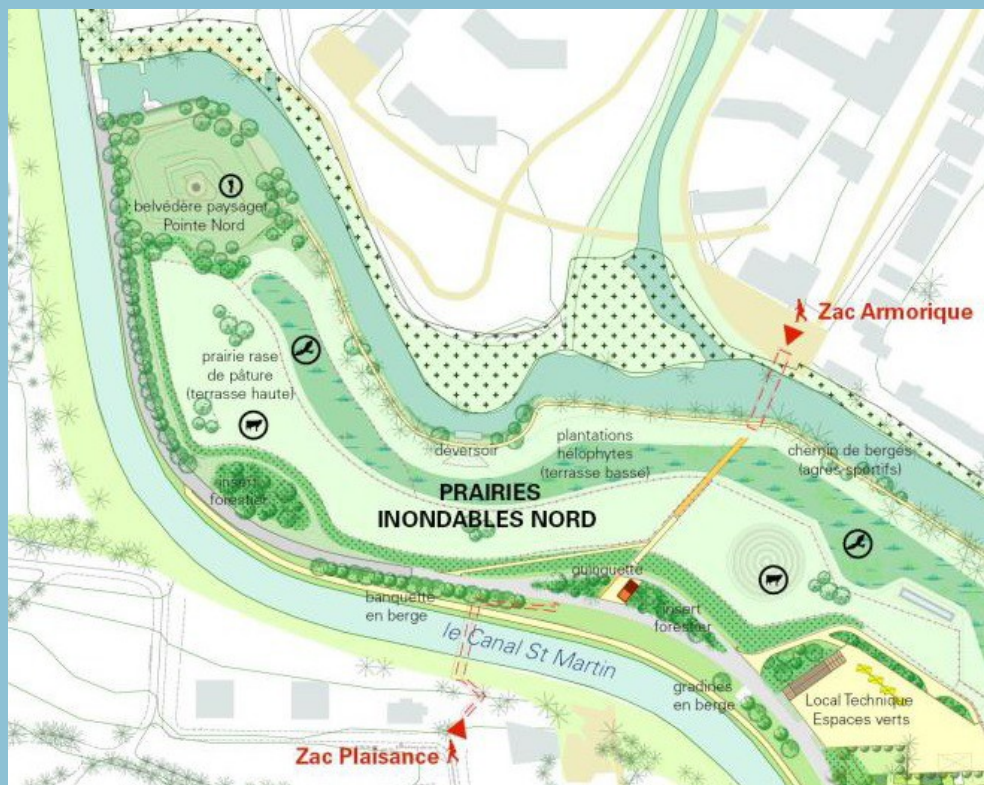 belvédère paysager
Pointe Nord
Zac Armorique
prairie rase
de pâture
(terrasse haute)
déversoir
plantations
hélophytes
(terrasse basse)
chemin de berges
(agrès sportifs)
insert
forestier
PRAIRIES
INONDABLES NORD
guinguette
banquette
en berge
insert
forestier
le Canal St Martin
gradines
en berge
Local Technique
Espaces verts
Zac Plaisance